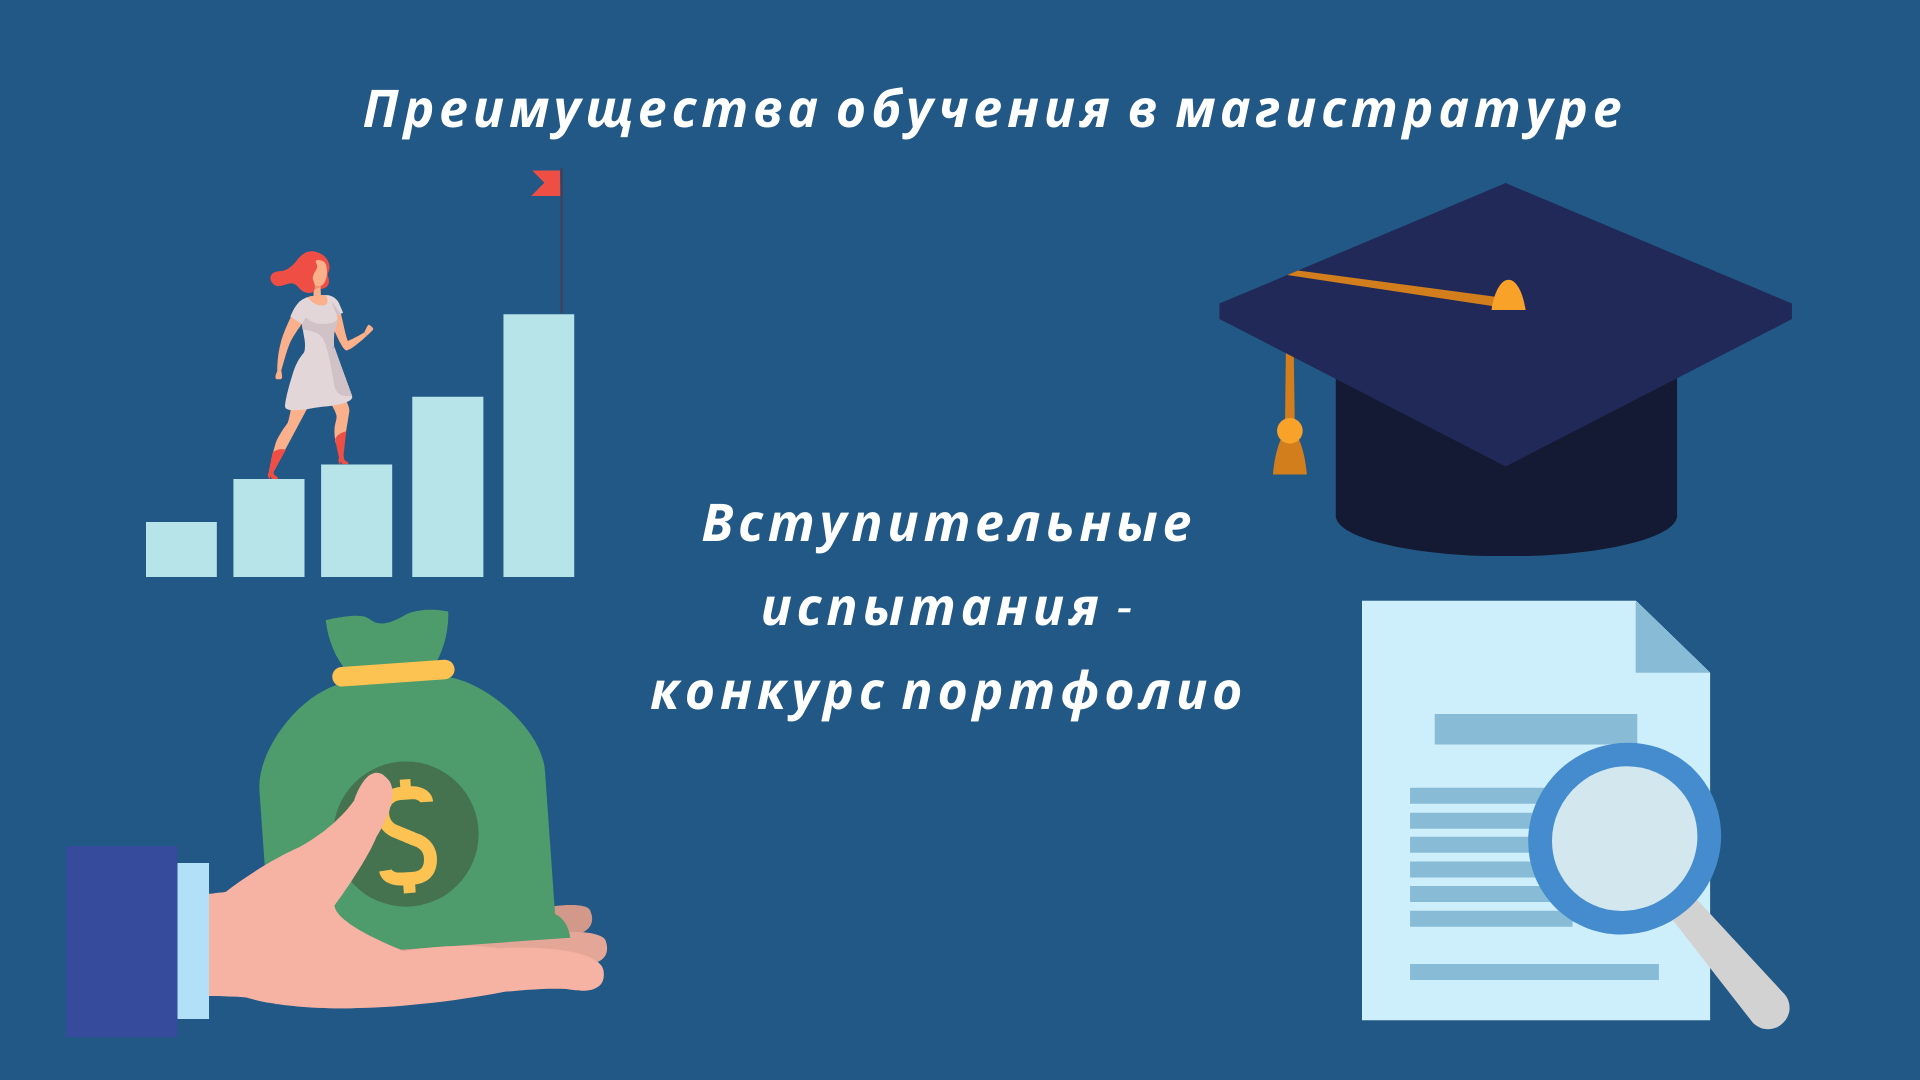 Преимущества обучения в магистратуре
Вступительные
испытания -
конкурс портфолио
$